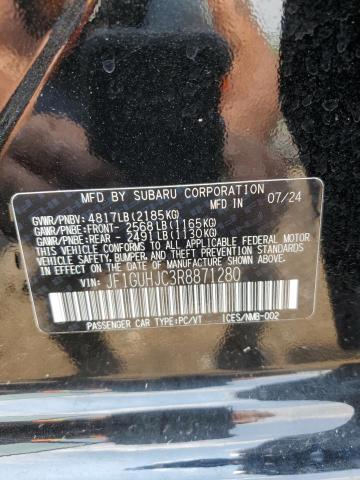 MFD BY SUBARU CORPORATION 07/24
GVWR/PNBV: 4817LB(2185KG)
GAWR/PNBE:FRONT- 2568LB(1165KG)
GAWR/PNBE:REAR - 2491LB(1130KG)
THIS VEHICLE CONFORMS TO ALL APPLICABLE
U.S. FEDERAL MOTOR VEHICLE SAFETY,
BUMPER, AND THEFT PREVENTION STANDARDS
IN EFFECT ON THE DATE OF MANUFACTURE
SHOWN ABOVE.
VIN: JF1GUHJC3R8871280
PASSENGER CAR TYPE:PC/VT ICES/NMB-002